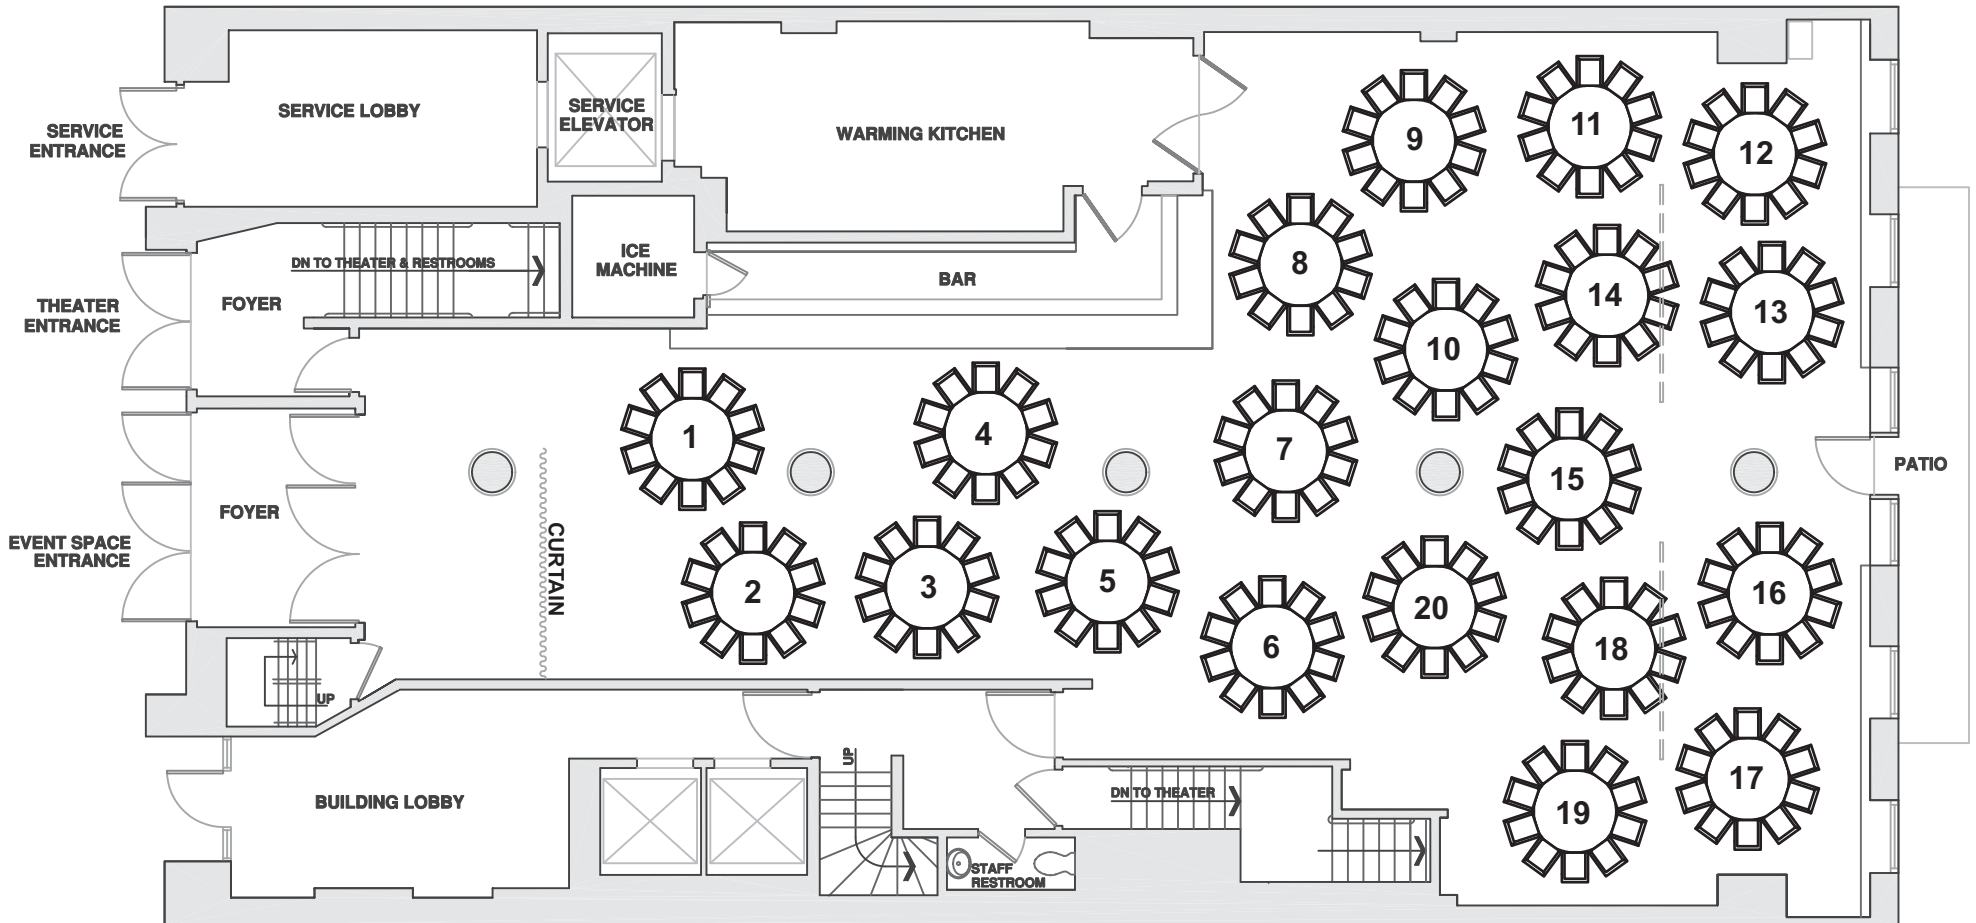 SERVICE LOBBY
SERVICE
ELEVATOR
WARMING KITCHEN
SERVICE
ENTRANCE
9
11
12
DN TO THEATER & RESTROOMS
ICE
MACHINE
BAR
8
14
13
THEATER
ENTRANCE
FOYER
10
1
4
7
15
PATIO
FOYER
EVENT SPACE
ENTRANCE
CURTAIN
2
3
5
6
20
18
16
UP
BUILDING LOBBY
UP
DN TO THEATER
19
17
STAFF
RESTROOM